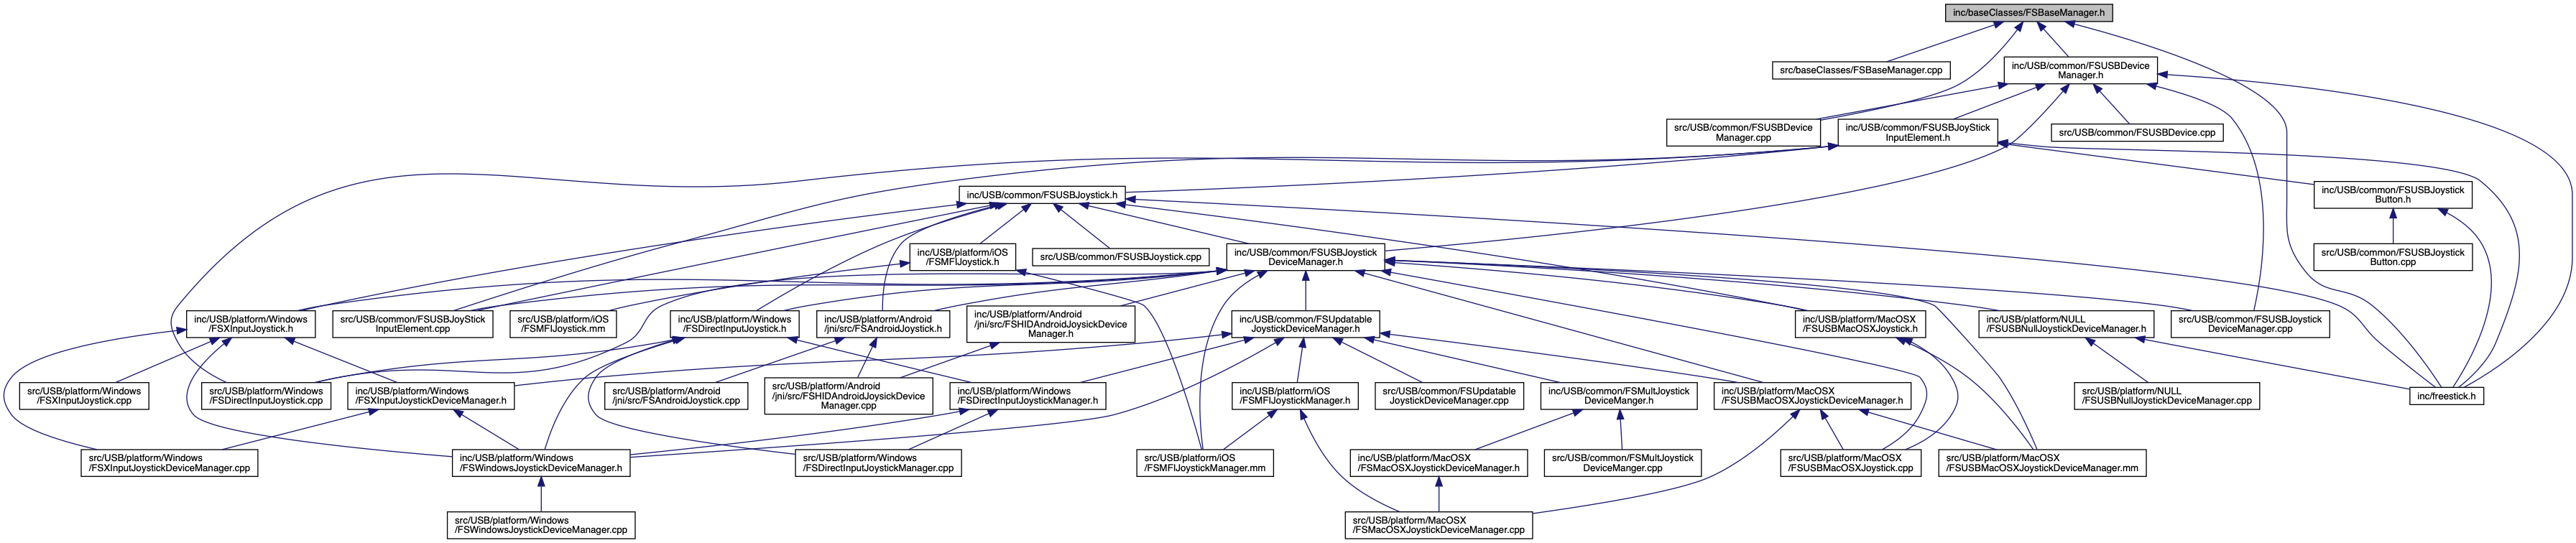 inc/baseClasses/FSBaseManager.h
src/baseClasses/FSBaseManager.cpp
inc/USB/common/FSUSBDevice
Manager.h
src/USB/common/FSUSBDevice
Manager.cpp
inc/USB/common/FSUSBJoyStick
InputElement.h
src/USB/common/FSUSBDevice.cpp
inc/USB/common/FSUSBJoystick.h
inc/USB/common/FSUSBJoystick
Button.h
inc/USB/platform/iOS
/FSMFIJoystick.h
src/USB/common/FSUSBJoystick.cpp
inc/USB/common/FSUSBJoystick
DeviceManager.h
src/USB/common/FSUSBJoystick
Button.cpp
inc/USB/platform/Windows
/FSXInputJoystick.h
src/USB/common/FSUSBJoyStick
InputElement.cpp
src/USB/platform/iOS
/FSMFIJoystick.mm
inc/USB/platform/Windows
/FSDirectInputJoystick.h
inc/USB/platform/Android
/jni/src/FSAndroidJoystick.h
inc/USB/platform/Android
/jni/src/FSHIDAndroidJoysickDevice
Manager.h
inc/USB/common/FSUpdatable
JoystickDeviceManager.h
inc/USB/platform/MacOSX
/FSUSBMacOSXJoystick.h
inc/USB/platform/NULL
/FSUSBNullJoystickDeviceManager.h
src/USB/common/FSUSBJoystick
DeviceManager.cpp
src/USB/platform/Windows
/FSXInputJoystick.cpp
src/USB/platform/Windows
/FSDirectInputJoystick.cpp
inc/USB/platform/Windows
/FSXInputJoystickDeviceManager.h
src/USB/platform/Android
/jni/src/FSAndroidJoystick.cpp
src/USB/platform/Android
/jni/src/FSHIDAndroidJoysickDevice
Manager.cpp
inc/USB/platform/Windows
/FSDirectInputJoystickManager.h
inc/USB/platform/iOS
/FSMFIJoystickManager.h
src/USB/common/FSUpdatable
JoystickDeviceManager.cpp
inc/USB/common/FSMultJoystick
DeviceManger.h
inc/USB/platform/MacOSX
/FSUSBMacOSXJoystickDeviceManager.h
src/USB/platform/NULL
/FSUSBNullJoystickDeviceManager.cpp
inc/freestick.h
src/USB/platform/Windows
/FSXInputJoystickDeviceManager.cpp
inc/USB/platform/Windows
/FSWindowsJoystickDeviceManager.h
src/USB/platform/Windows
/FSDirectInputJoystickManager.cpp
src/USB/platform/iOS
/FSMFIJoystickManager.mm
inc/USB/platform/MacOSX
/FSMacOSXJoystickDeviceManager.h
src/USB/common/FSMultJoystick
DeviceManger.cpp
src/USB/platform/MacOSX
/FSUSBMacOSXJoystick.cpp
src/USB/platform/MacOSX
/FSUSBMacOSXJoystickDeviceManager.mm
src/USB/platform/Windows
/FSWindowsJoystickDeviceManager.cpp
src/USB/platform/MacOSX
/FSMacOSXJoystickDeviceManager.cpp